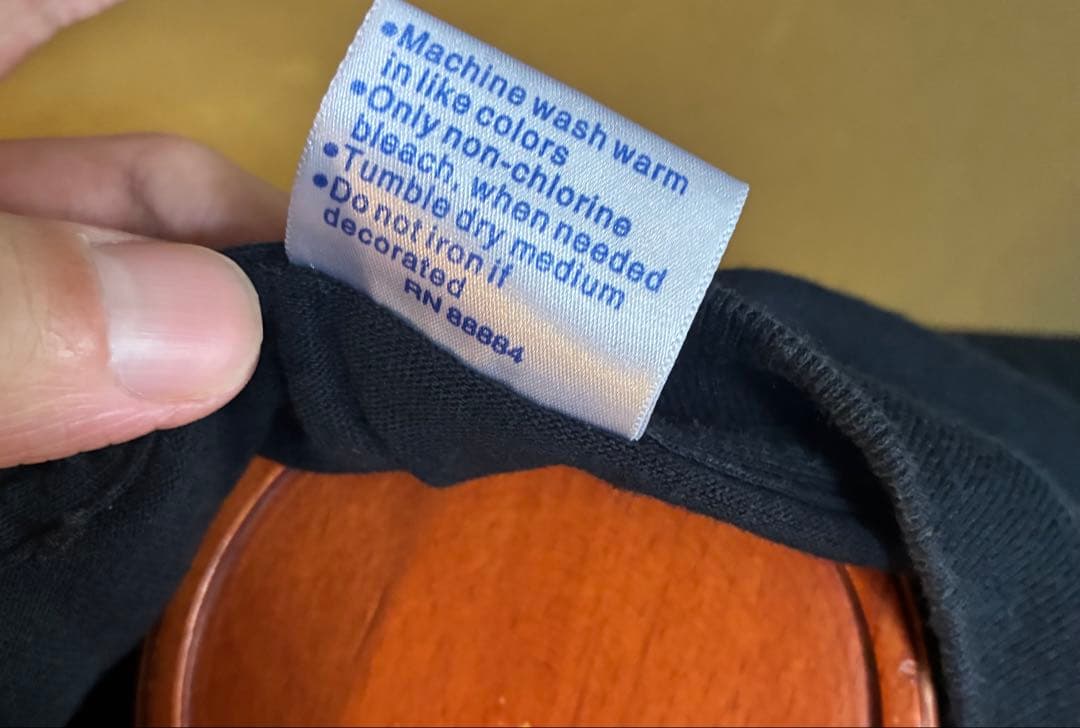 •Machine wash warm
in like colors
•Only non-chlorine
bleach, when needed
•Tumble dry medium
•Do not iron if
decorated
RN 88884